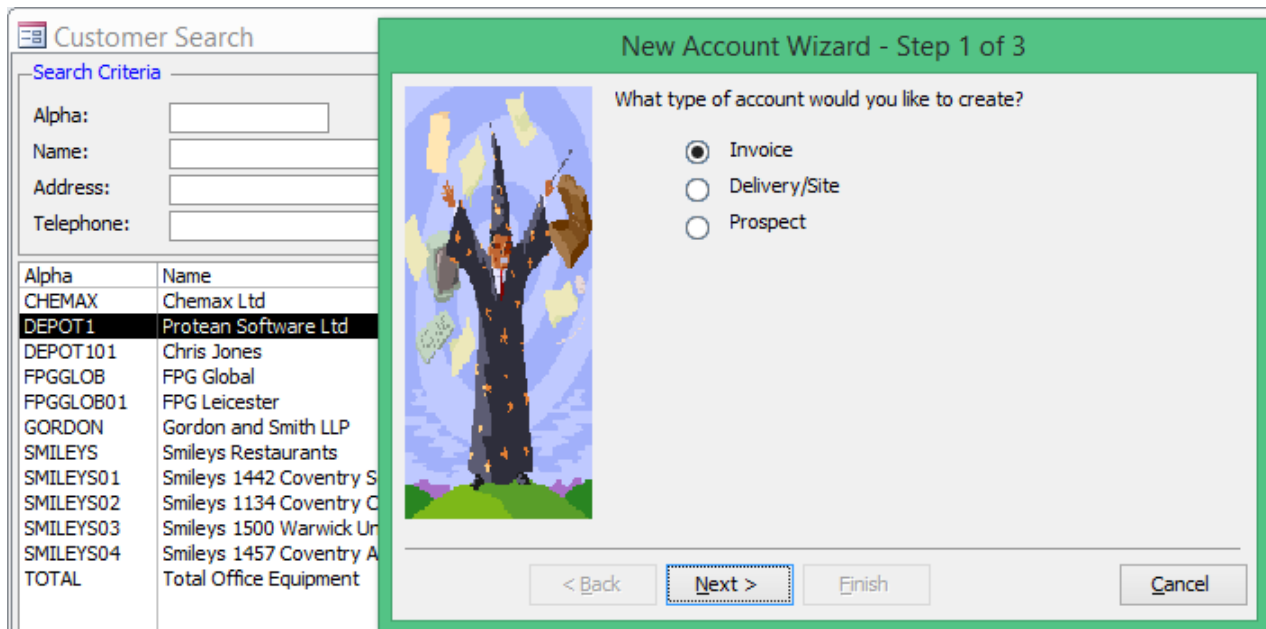 Customer Search
Search Criteria
Alpha:
Name:
Address:
Telephone:
Alpha Name
CHEMAX Chemax Ltd
DEPOT1 Protean Software Ltd
DEPOT101 Chris Jones
FPGGLOB FPG Global
FPGGLOB01 FPG Leicester
GORDON Gordon and Smith LLP
SMILEYS Smileys Restaurants
SMILEYS01 Smileys 1442 Coventry S
SMILEYS02 Smileys 1134 Coventry C
SMILEYS03 Smileys 1500 Warwick Un
SMILEYS04 Smileys 1457 Coventry A
TOTAL Total Office Equipment
New Account Wizard - Step 1 of 3
What type of account would you like to create?
Invoice
Delivery/Site
Prospect
< Back Next > Finish Cancel